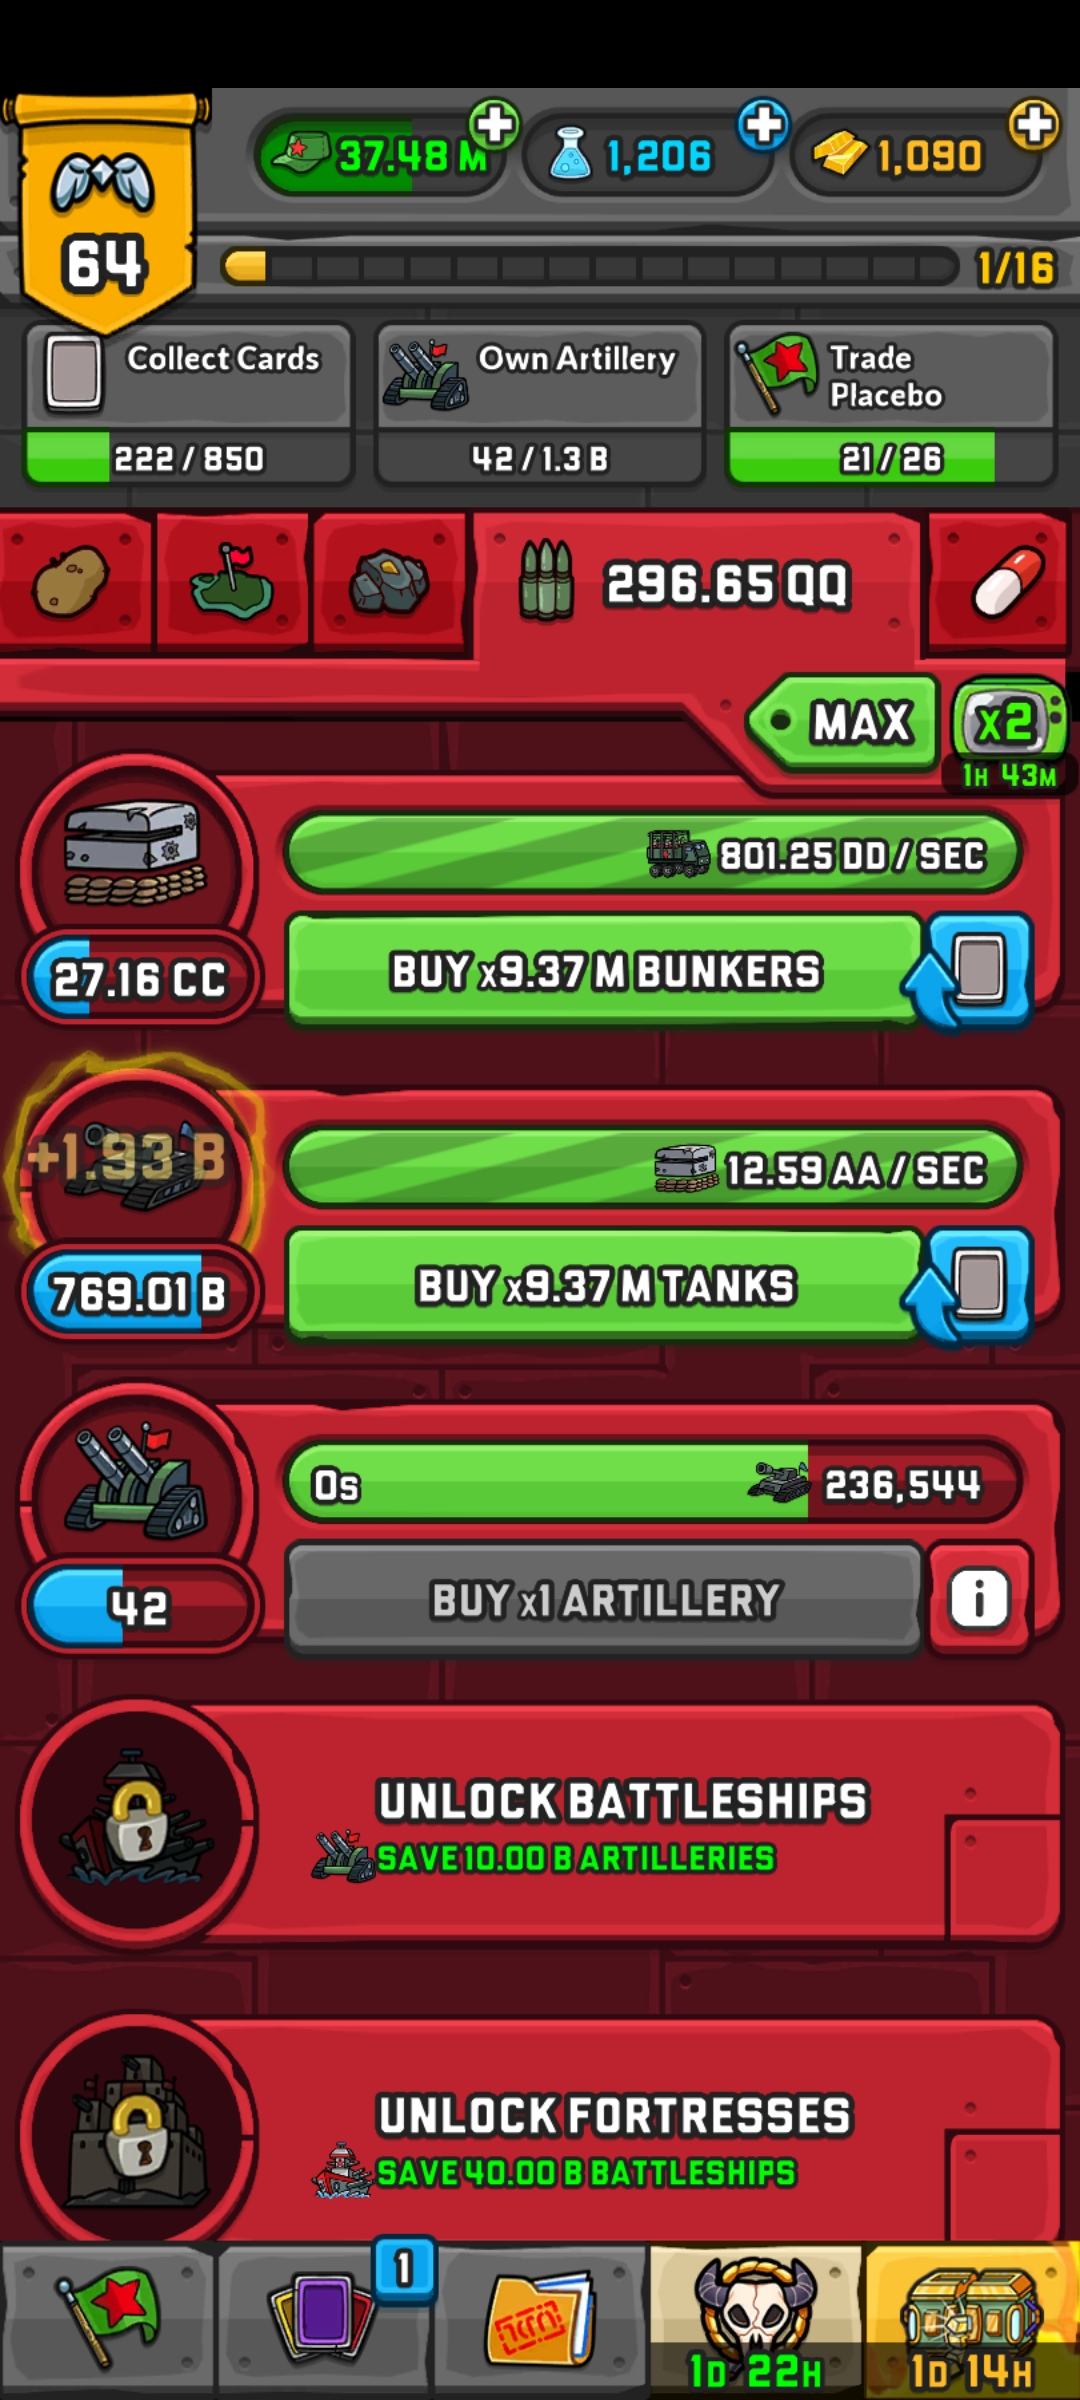 37.48 M
1,206
1,090
64
1/16
Collect Cards
222 / 850
Own Artillery
42 / 1.3 B
Trade
Placebo
21 / 26
296.65 QQ
MAX
x2
1H 43M
801.25 DD / SEC
27.16 CC
BUY x9.37 M BUNKERS
+1.93 B
12.59 AA / SEC
769.01 B
BUY x9.37 M TANKS
0s
236,544
42
BUY x1 ARTILLERY
i
UNLOCK BATTLESHIPS
SAVE 10.00 B ARTILLERIES
UNLOCK FORTRESSES
SAVE 40.00 B BATTLESHIPS
1
1D 22H
1D 14H